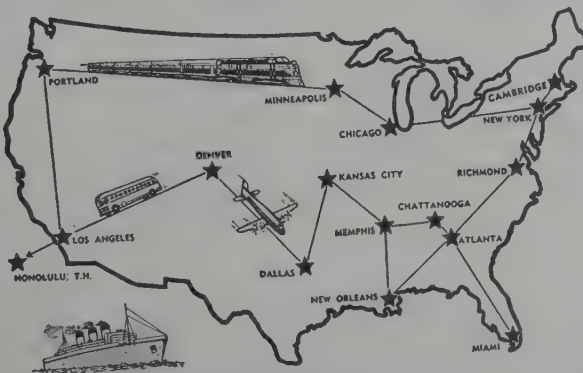 PORTLAND
MINNEAPOLIS
CHICAGO
CAMBRIDGE
NEW YORK
DENVER
KANSAS CITY
RICHMOND
CHATTANOOGA
MEMPHIS
ATLANTA
LOS ANGELES
HONOLULU, T.H.
DALLAS
NEW ORLEANS
MIAMI